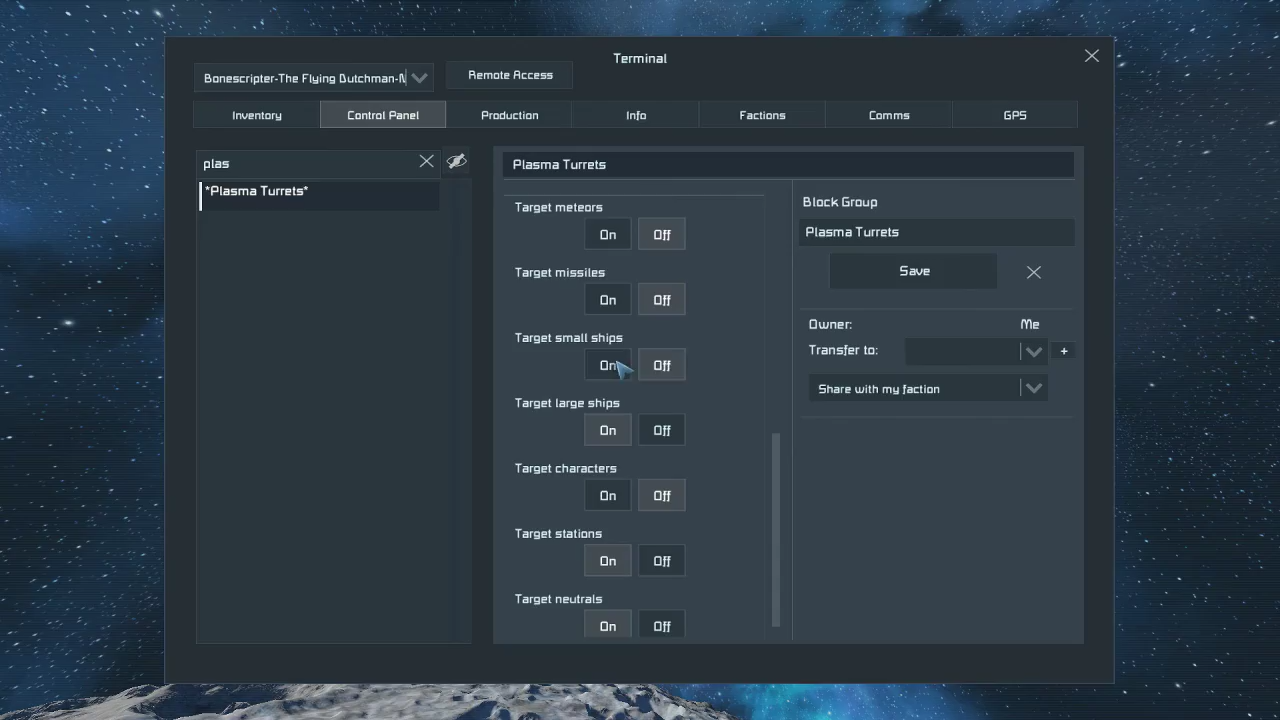 Terminal
Bonescripter-The Flying Dutchman-
Remote Access
Inventory
Control Panel
Production
Info
Factions
Comms
GPS
plas
*Plasma Turrets*
Plasma Turrets
Target meteors
On Off
Target missiles
On Off
Target small ships
On Off
Target large ships
On Off
Target characters
On Off
Target stations
On Off
Target neutrals
On Off
Block Group
Plasma Turrets
Save
Owner: Me
Transfer to:
+
Share with my faction